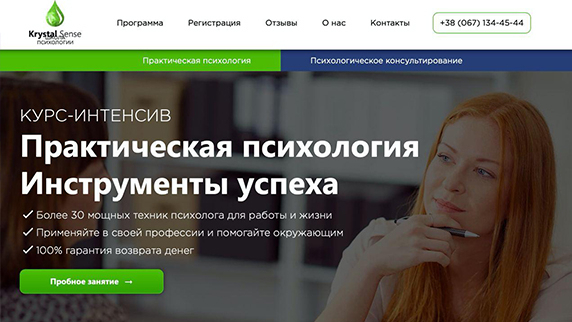 Krystal Sense
школа
психологии
Программа
Регистрация
Отзывы
О нас
Контакты
+38 (067) 134-45-44
Практическая психология
Психологическое консультирование
КУРС-ИНТЕНСИВ
Практическая психология
Инструменты успеха
Более 30 мощных техник психолога для работы и жизни
Применяйте в своей профессии и помогайте окружающим
100% гарантия возврата денег
Пробное занятие →